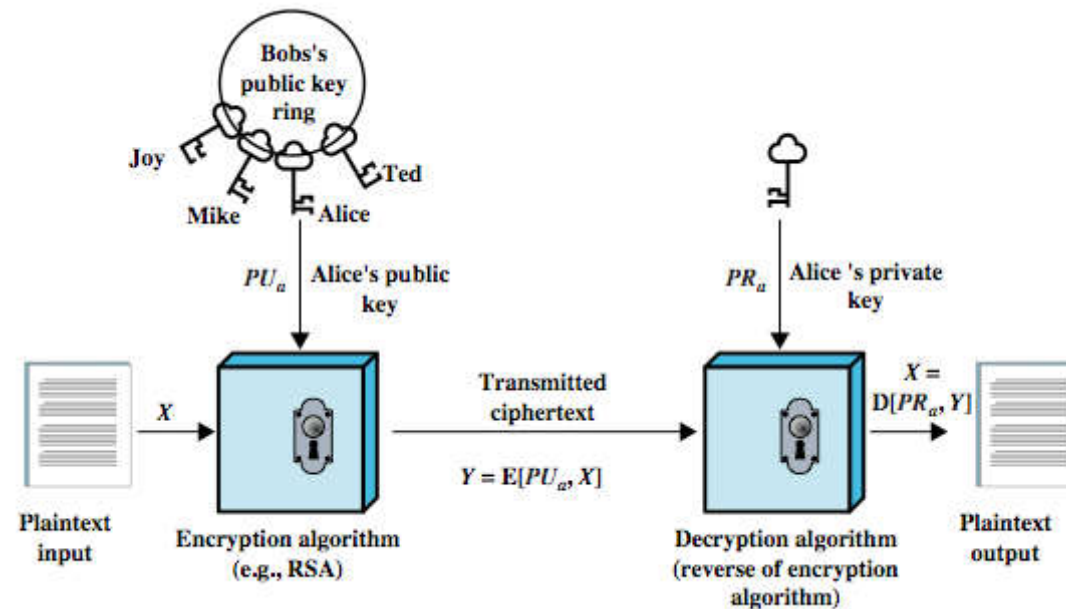 Bobs's
public key
ring
Joy
Ted
Mike
Alice
PUa
Alice's public
key
PRa
Alice 's private
key
X
Transmitted
ciphertext
X =
D[PRa, Y]
Y = E[PUa, X]
Plaintext
input
Encryption algorithm
(e.g., RSA)
Decryption algorithm
(reverse of encryption
algorithm)
Plaintext
output